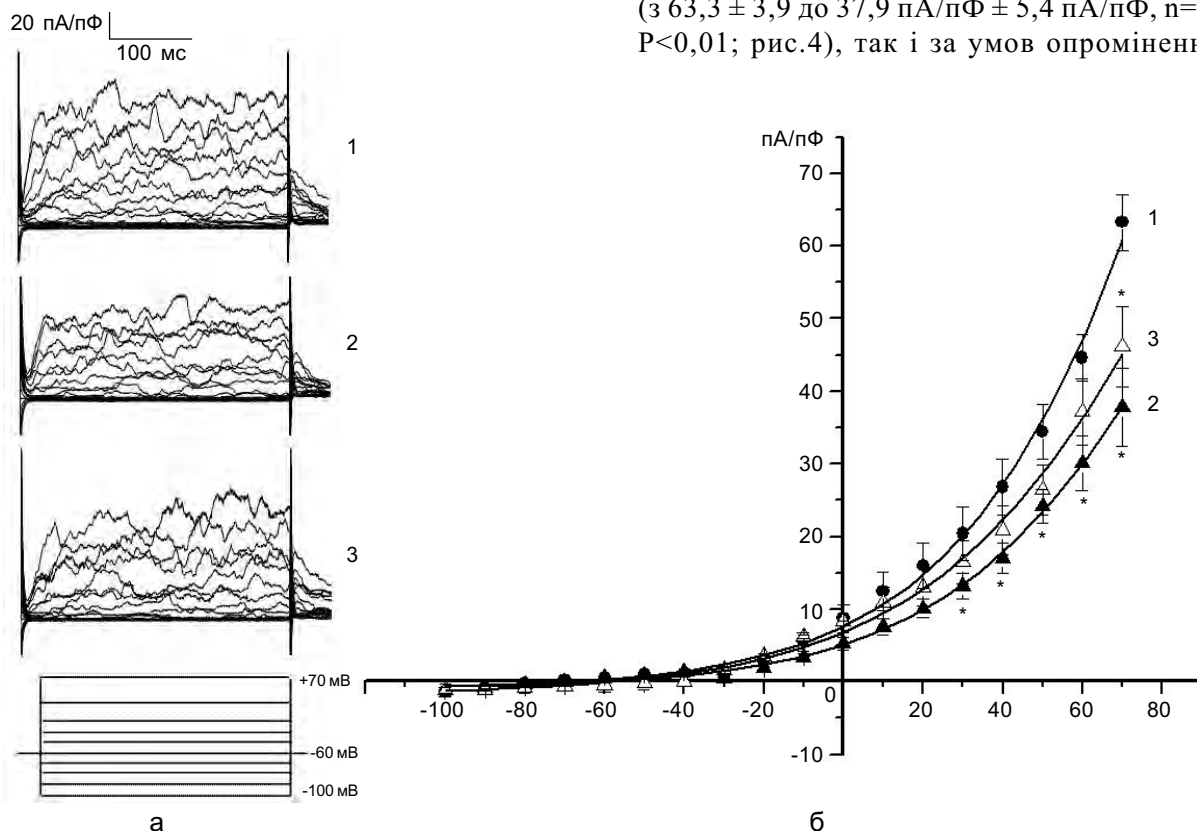 (з 63,3 ± 3,9 до 37,9 пА/пФ ± 5,4 пА/пФ, n=
P<0,01; рис.4), так і за умов опромінен
20 пА/пФ
100 мс
1
2
3
+70 мВ
-60 мВ
-100 мВ
а
пА/пФ
70
60
50
40
30
20
10
0
-10
-100 -80 -60 -40 -20 20 40 60 80
1
*
3
2
*
*
*
*
*
б